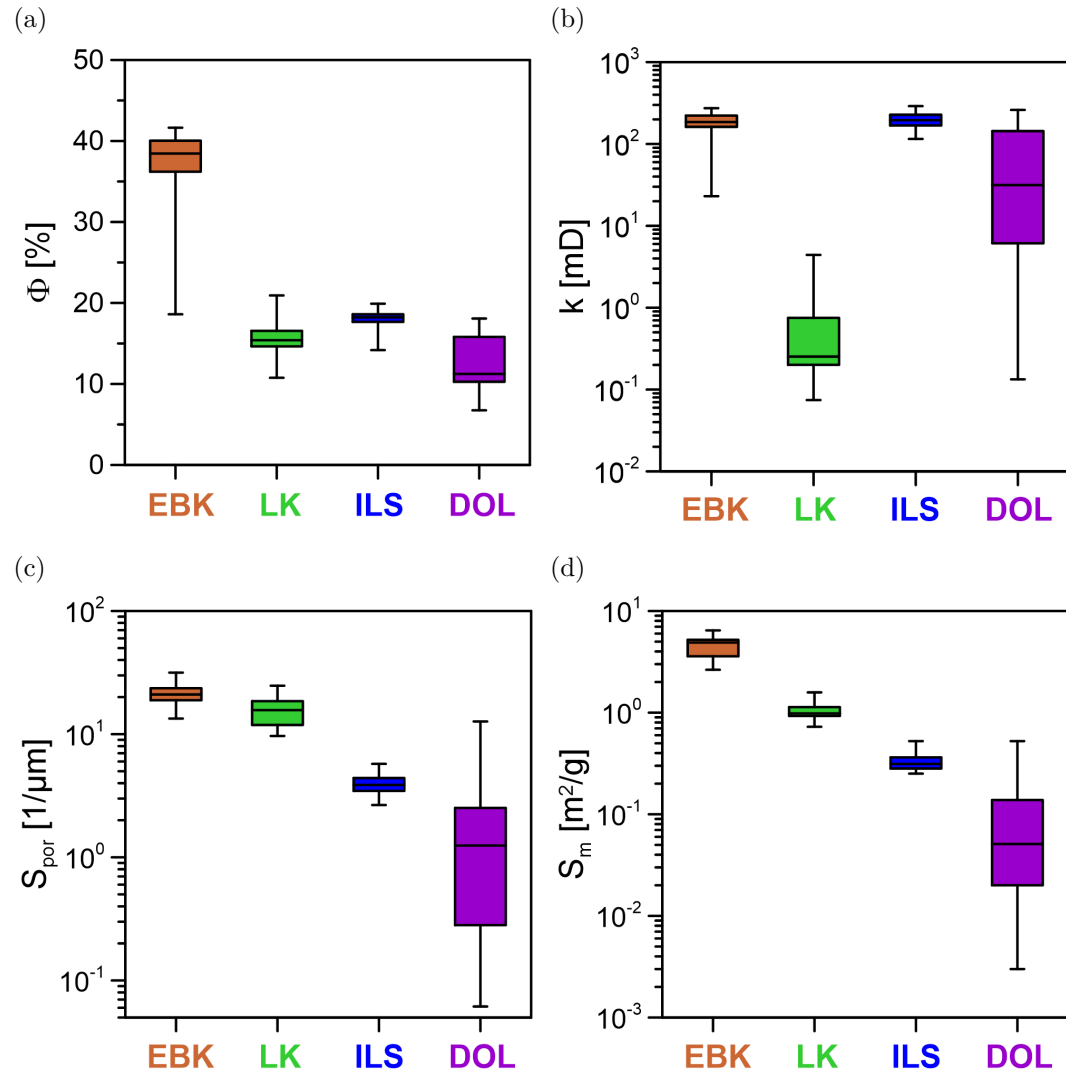 (a)
Φ [%]
50
40
30
20
10
0
EBK LK ILS DOL
(b)
k [mD]
10³
10²
10¹
10⁰
10⁻¹
10⁻²
EBK LK ILS DOL
(c)
S_por [1/µm]
10²
10¹
10⁰
10⁻¹
EBK LK ILS DOL
(d)
S_m [m²/g]
10¹
10⁰
10⁻¹
10⁻²
10⁻³
EBK LK ILS DOL